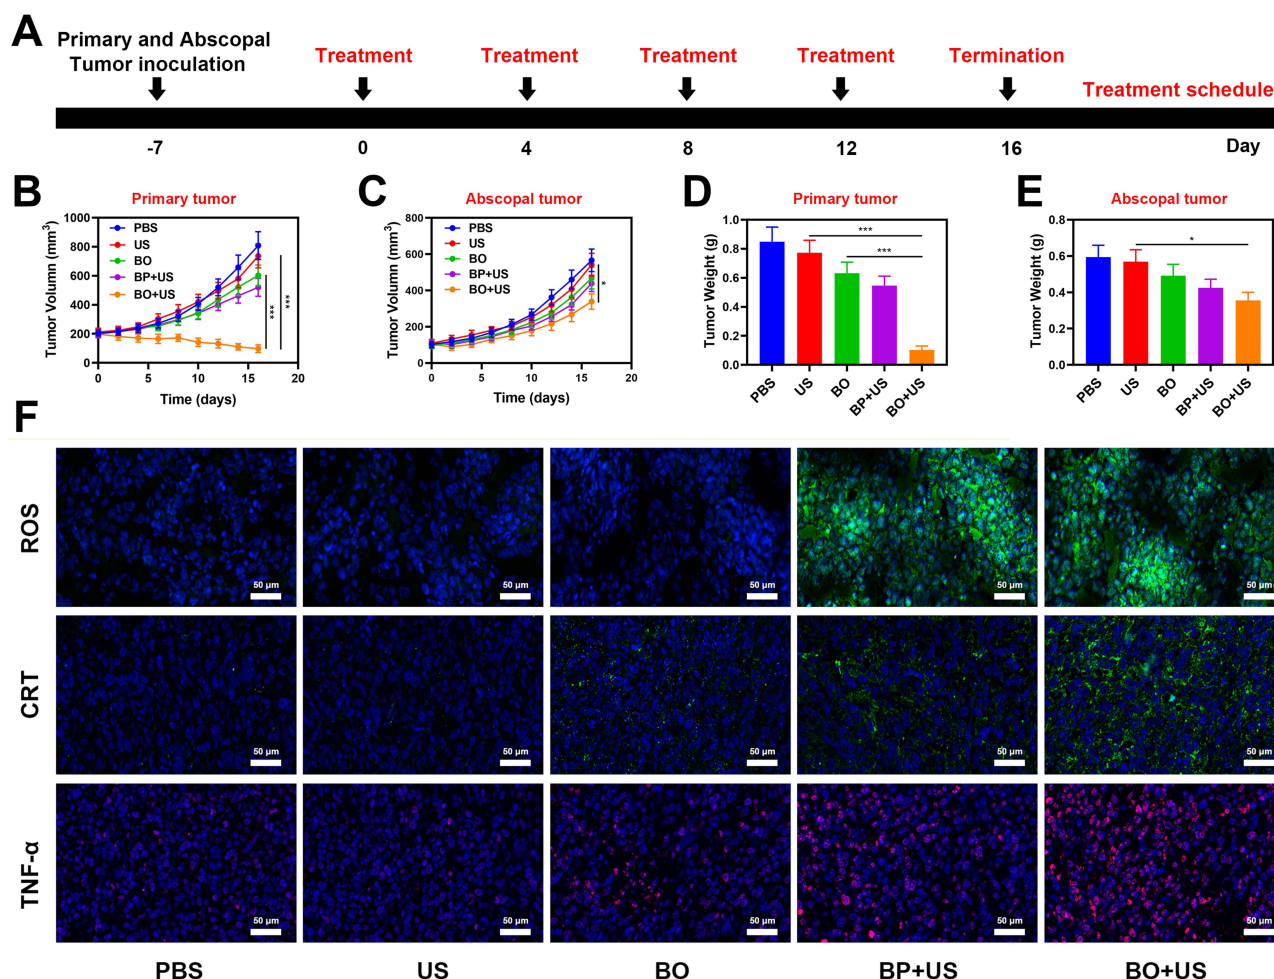 A
Primary and Abscopal
Tumor inoculation
Treatment
Treatment
Treatment
Treatment
Termination
Treatment schedule
-7
0
4
8
12
16
Day
B
Primary tumor
Tumor Volumn (mm³)
1000
800
600
400
200
0
PBS
US
BO
BP+US
BO+US
***
***
0
5
10
15
20
Time (days)
C
Abscopal tumor
Tumor Volumn (mm³)
800
600
400
200
0
PBS
US
BO
BP+US
BO+US
*
0
5
10
15
20
Time (days)
D
Primary tumor
Tumor Weight (g)
1.0
0.8
0.6
0.4
0.2
0.0
***
***
PBS
US
BO
BP+US
BO+US
E
Abscopal tumor
Tumor Weight (g)
0.8
0.6
0.4
0.2
0.0
*
PBS
US
BO
BP+US
BO+US
F
ROS
50 μm
50 μm
50 μm
50 μm
50 μm
CRT
50 μm
50 μm
50 μm
50 μm
50 μm
TNF-α
50 μm
50 μm
50 μm
50 μm
50 μm
PBS
US
BO
BP+US
BO+US